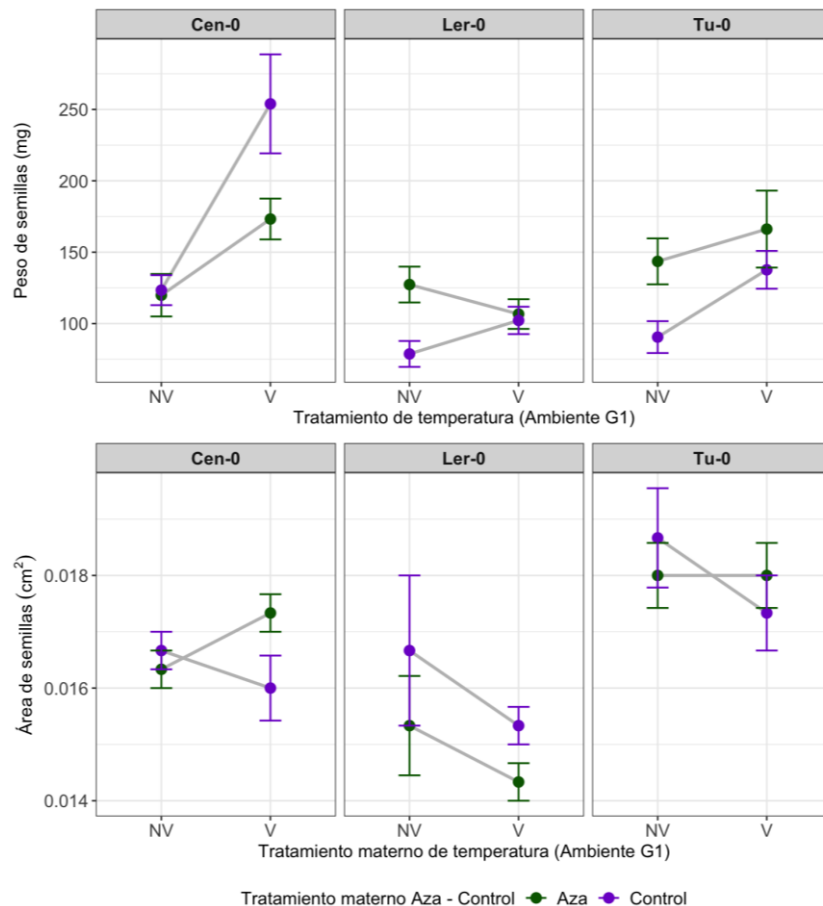 Cen-0 Ler-0 Tu-0
Peso de semillas (mg)
250
200
150
100
NV V NV V NV V
Tratamiento de temperatura (Ambiente G1)
Cen-0 Ler-0 Tu-0
Área de semillas (cm²)
0.018
0.016
0.014
NV V NV V NV V
Tratamiento materno de temperatura (Ambiente G1)
Tratamiento materno Aza - Control Aza Control